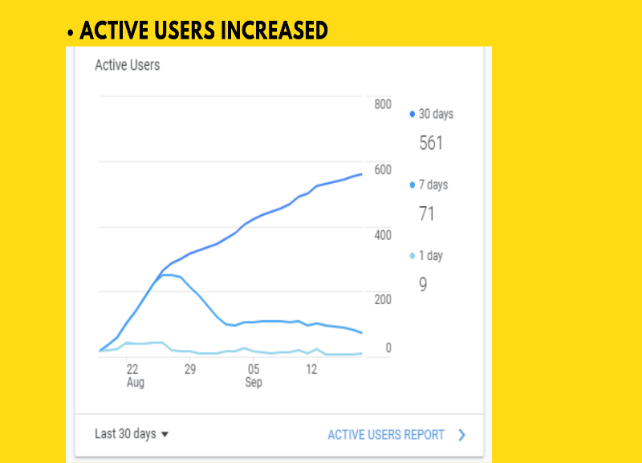 • ACTIVE USERS INCREASED
Active Users
800
600
400
200
0
• 30 days
561
• 7 days
71
• 1 day
9
22 29 05 12
Aug Sep
Last 30 days ▼
ACTIVE USERS REPORT >